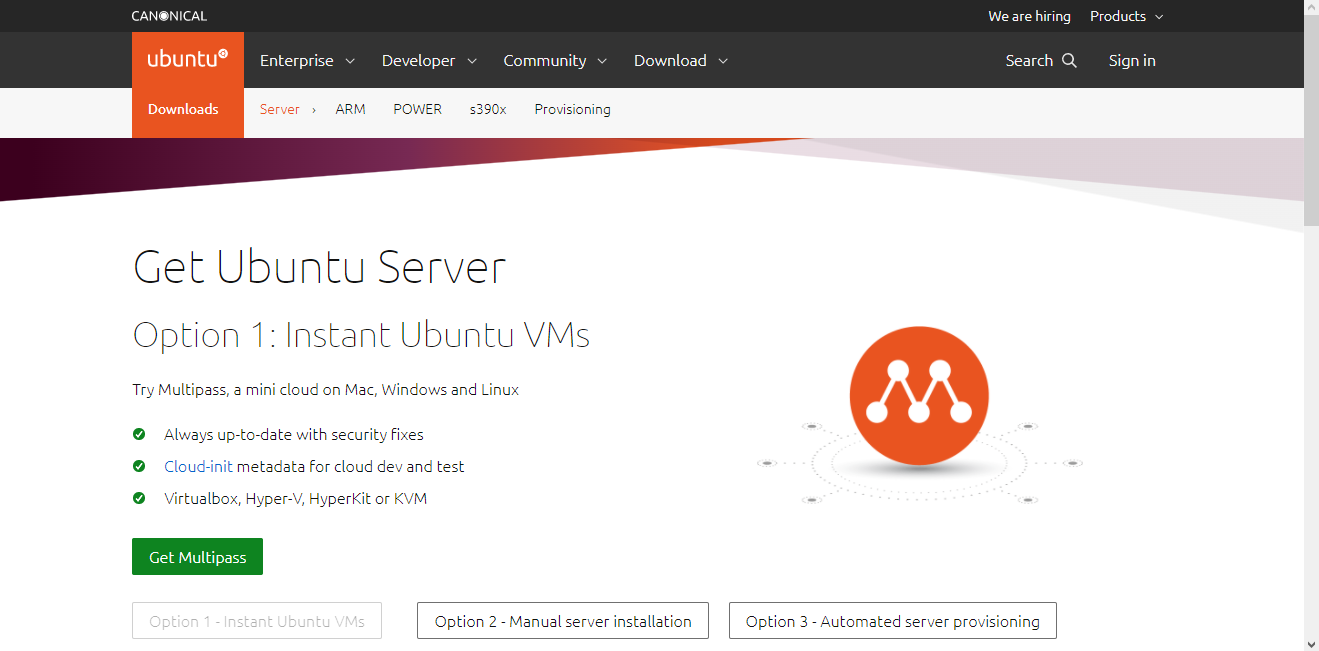 CANONICAL We are hiring Products
ubuntu Enterprise Developer Community Download Search Sign in
Downloads Server › ARM POWER s390x Provisioning
Get Ubuntu Server
Option 1: Instant Ubuntu VMs
Try Multipass, a mini cloud on Mac, Windows and Linux
Always up-to-date with security fixes
Cloud-init metadata for cloud dev and test
Virtualbox, Hyper-V, HyperKit or KVM
Get Multipass
Option 1 - Instant Ubuntu VMs Option 2 - Manual server installation Option 3 - Automated server provisioning